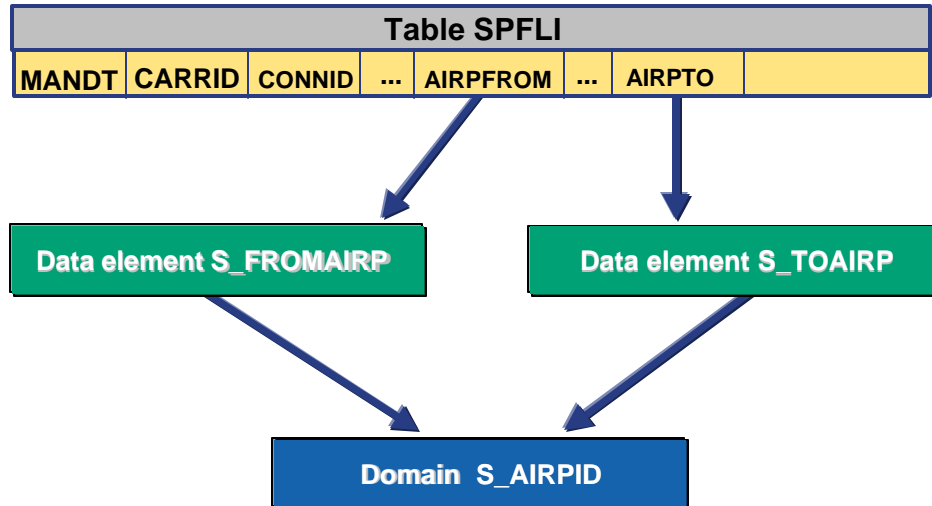 Table SPFLI
MANDT CARRID CONNID ... AIRPFROM ... AIRPTO
Data element S_FROMAIRP Data element S_TOAIRP
Domain S_AIRPID